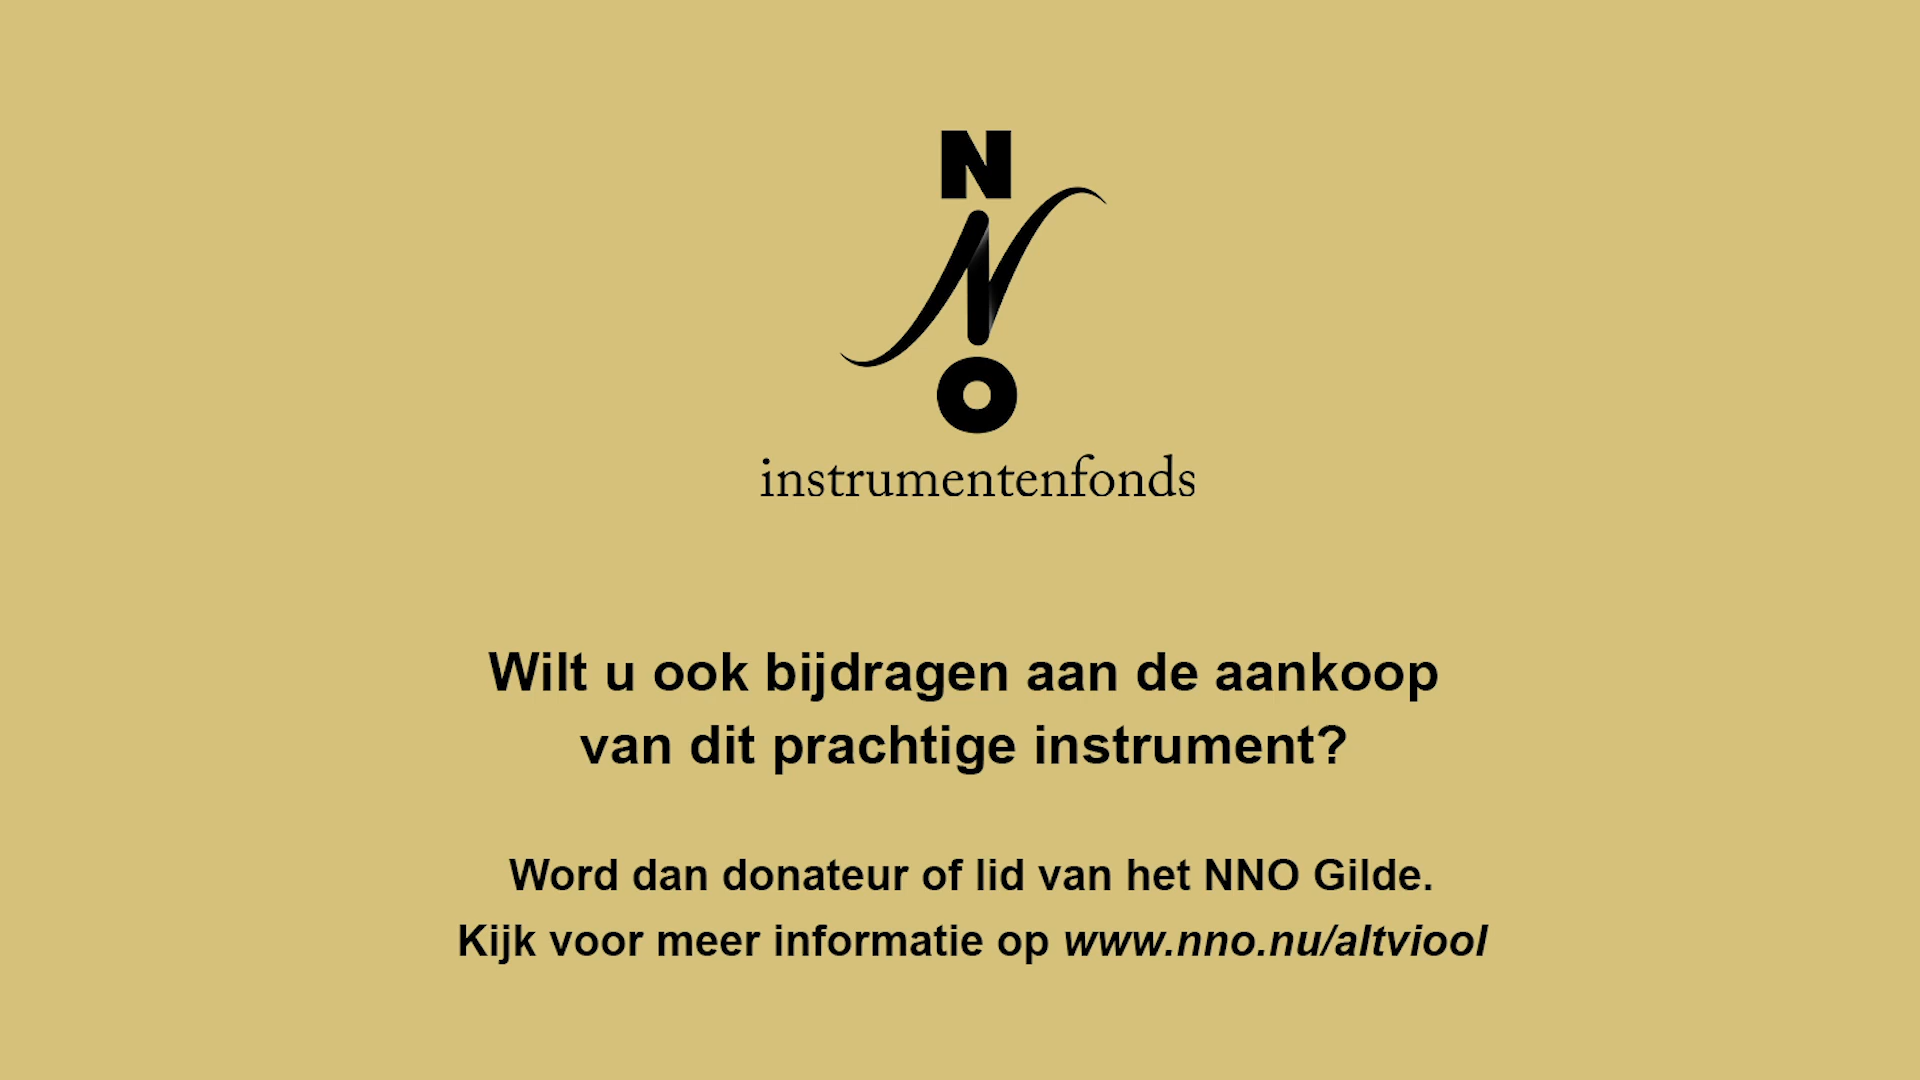 N
N
O
instrumentenfonds
Wilt u ook bijdragen aan de aankoop
van dit prachtige instrument?
Word dan donateur of lid van het NNO Gilde.
Kijk voor meer informatie op www.nno.nu/altviool